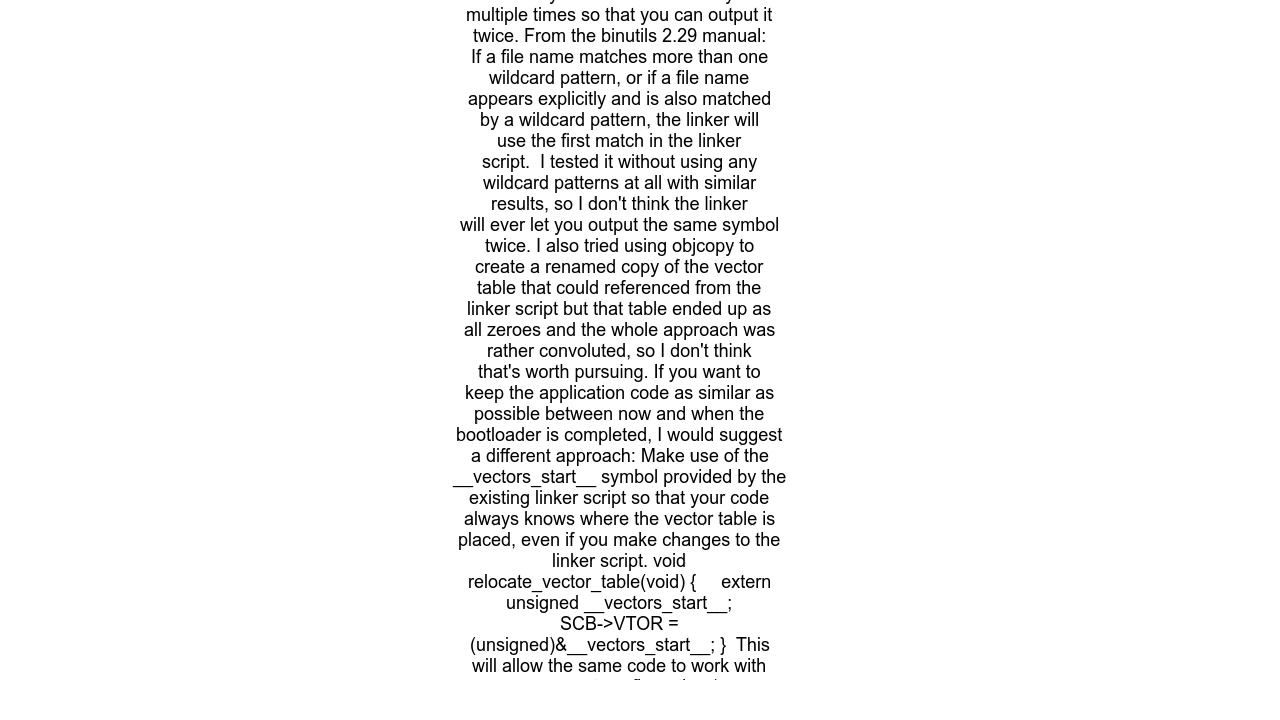 multiple times so that you can output it
twice. From the binutils 2.29 manual:
If a file name matches more than one
wildcard pattern, or if a file name
appears explicitly and is also matched
by a wildcard pattern, the linker will
use the first match in the linker
script.  I tested it without using any
wildcard patterns at all with similar
results, so I don't think the linker
will ever let you output the same symbol
twice. I also tried using objcopy to
create a renamed copy of the vector
table that could referenced from the
linker script but that table ended up as
all zeroes and the whole approach was
rather convoluted, so I don't think
that's worth pursuing. If you want to
keep the application code as similar as
possible between now and when the
bootloader is completed, I would suggest
a different approach: Make use of the
__vectors_start__ symbol provided by the
existing linker script so that your code
always knows where the vector table is
placed, even if you make changes to the
linker script. void
relocate_vector_table(void) {     extern
unsigned __vectors_start__;
SCB->VTOR =
(unsigned)&__vectors_start__; }  This
will allow the same code to work with